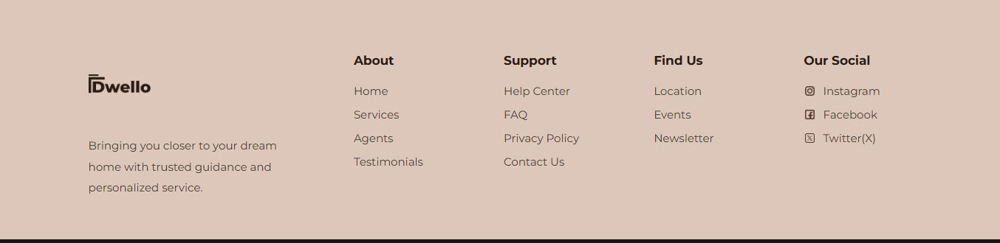 Dwello
Bringing you closer to your dream
home with trusted guidance and
personalized service.
About
Home
Services
Agents
Testimonials
Support
Help Center
FAQ
Privacy Policy
Contact Us
Find Us
Location
Events
Newsletter
Our Social
Instagram
Facebook
Twitter(X)